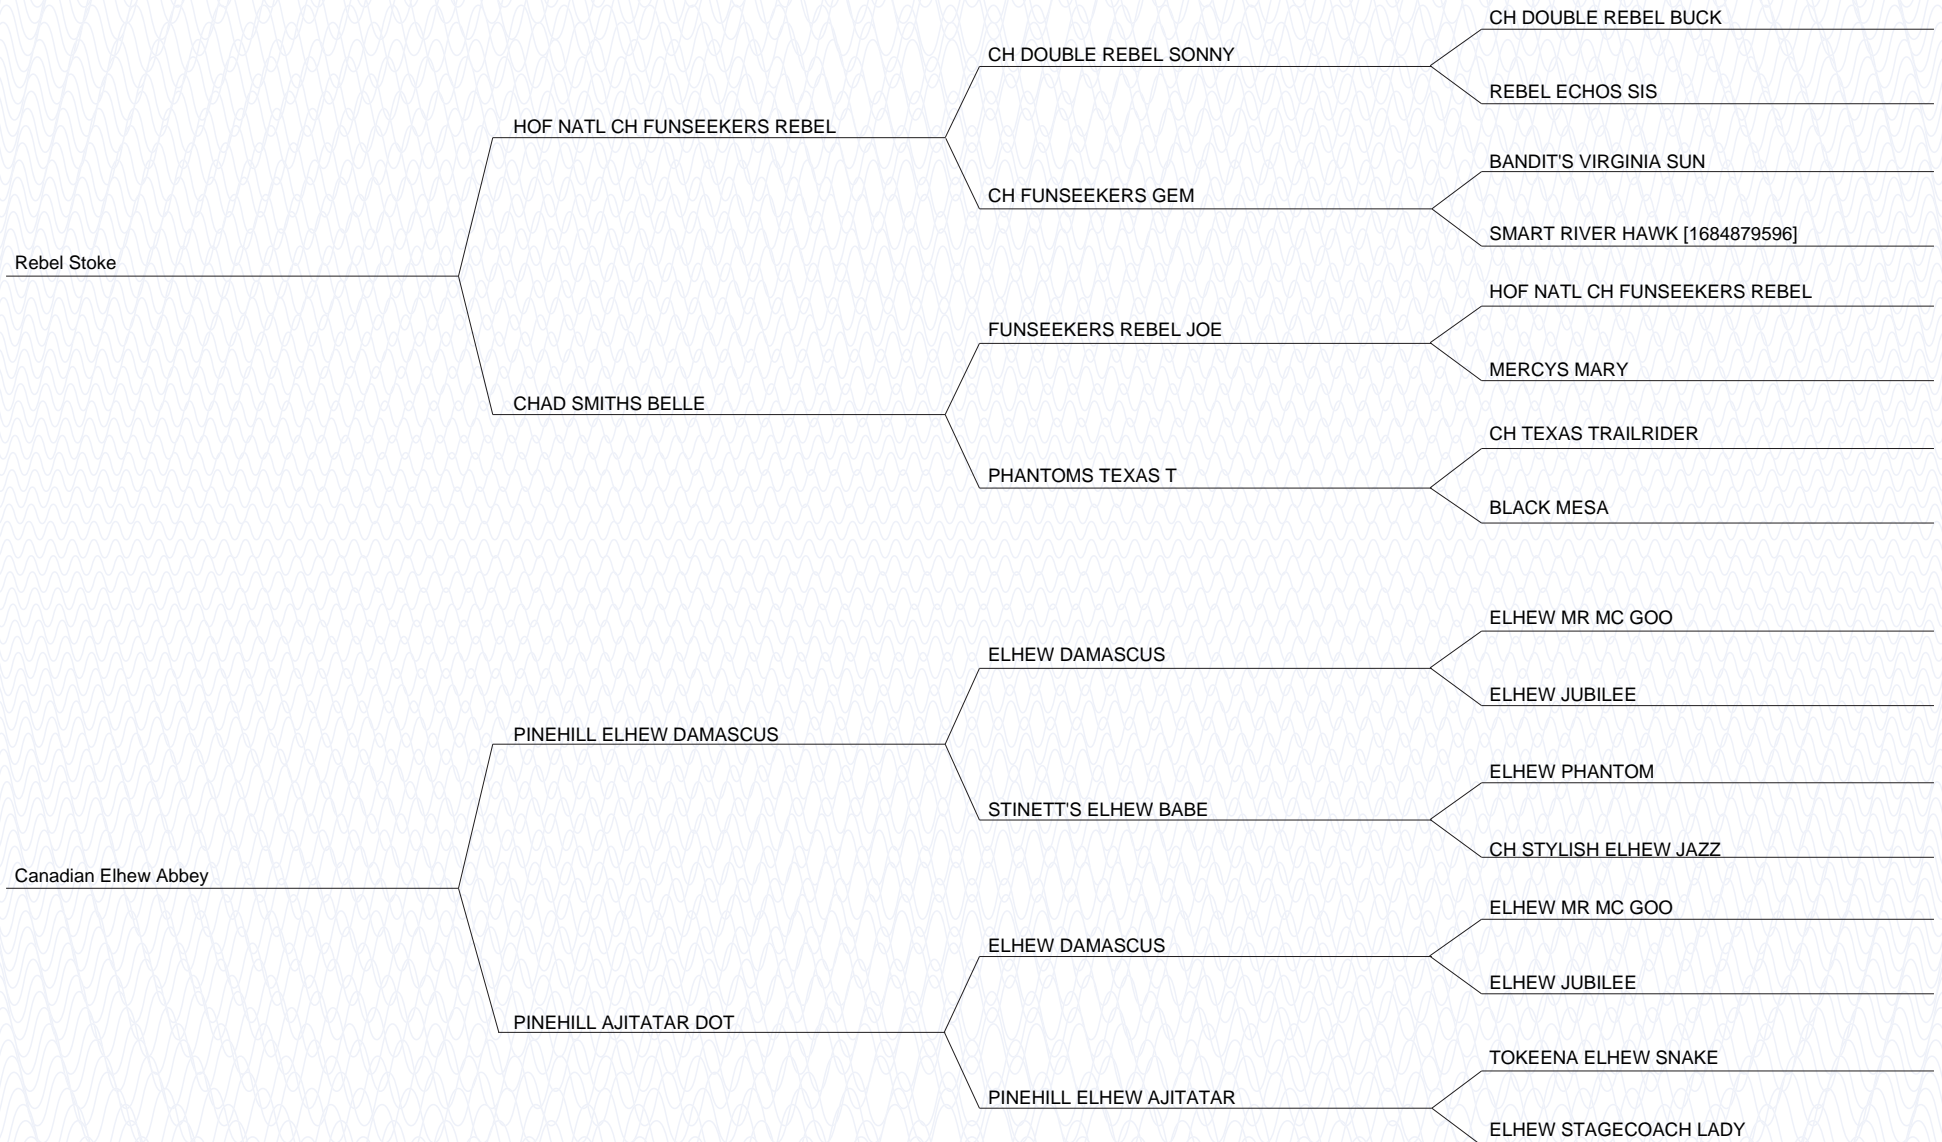 CH DOUBLE REBEL BUCK
CH DOUBLE REBEL SONNY
REBEL ECHOS SIS
HOF NATL CH FUNSEEKERS REBEL
BANDIT'S VIRGINIA SUN
CH FUNSEEKERS GEM
SMART RIVER HAWK [1684879596]
Rebel Stoke
HOF NATL CH FUNSEEKERS REBEL
FUNSEEKERS REBEL JOE
MERCYS MARY
CHAD SMITHS BELLE
CH TEXAS TRAILRIDER
PHANTOMS TEXAS T
BLACK MESA
ELHEW MR MC GOO
ELHEW DAMASCUS
ELHEW JUBILEE
PINEHILL ELHEW DAMASCUS
ELHEW PHANTOM
STINETT'S ELHEW BABE
CH STYLISH ELHEW JAZZ
Canadian Elhew Abbey
ELHEW MR MC GOO
ELHEW DAMASCUS
ELHEW JUBILEE
PINEHILL AJITATAR DOT
TOKEENA ELHEW SNAKE
PINEHILL ELHEW AJITATAR
ELHEW STAGECOACH LADY